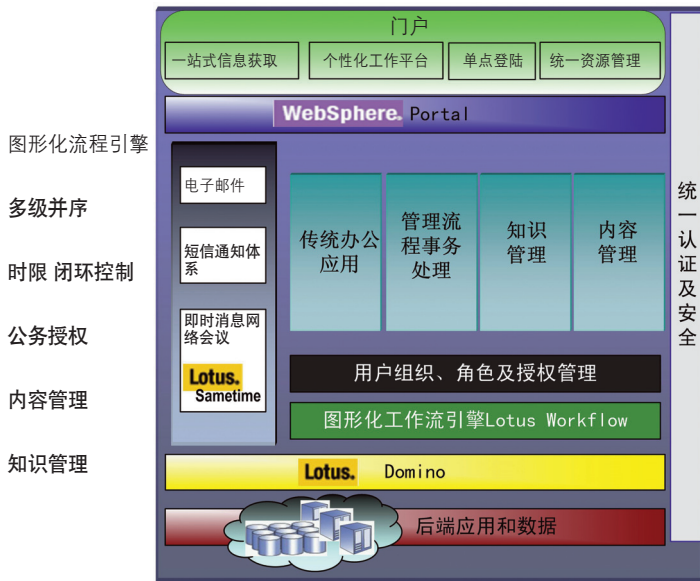 门户
一站式信息获取
个性化工作平台
单点登陆
统一资源管理
WebSphere. Portal
图形化流程引擎
多级并序
时限 闭环控制
公务授权
内容管理
知识管理
电子邮件
短信通知体
系
即时消息网
络会议
Lotus.
Sametime
传统办公
应用
管理流
程事务
处理
知识
管理
内容
管理
用户组织、角色及授权管理
图形化工作流引擎Lotus Workflow
Lotus. Domino
后端应用和数据
统一认证及安全